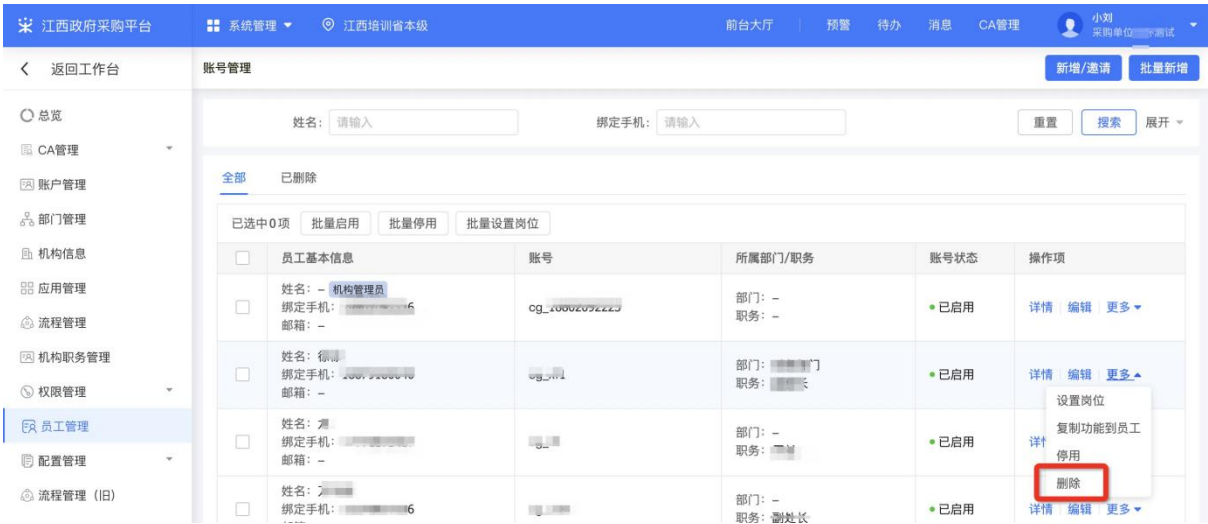 江西政府采购平台
系统管理
江西培训省本级
前台大厅
预警
待办
消息
CA管理
小刘
采购单位 测试
返回工作台
账号管理
新增/邀请
批量新增
总览
CA管理
账户管理
部门管理
机构信息
应用管理
流程管理
机构职务管理
权限管理
员工管理
配置管理
流程管理（旧）
姓名： 请输入
绑定手机： 请输入
重置
搜索
展开
全部
已删除
已选中0项
批量启用
批量停用
批量设置岗位
员工基本信息
账号
所属部门/职务
账号状态
操作项
姓名：– 机构管理员
绑定手机： 6
邮箱：–
部门：–
职务：–
已启用
详情 编辑 更多
姓名：
绑定手机：
邮箱：–
部门： 门
职务：
已启用
详情 编辑 更多
设置岗位
复制功能到员工
停用
删除
姓名：
绑定手机：
邮箱：–
部门：–
职务：
已启用
姓名：
绑定手机： 6
部门：–
职务：副处长
已启用
详情 编辑 更多